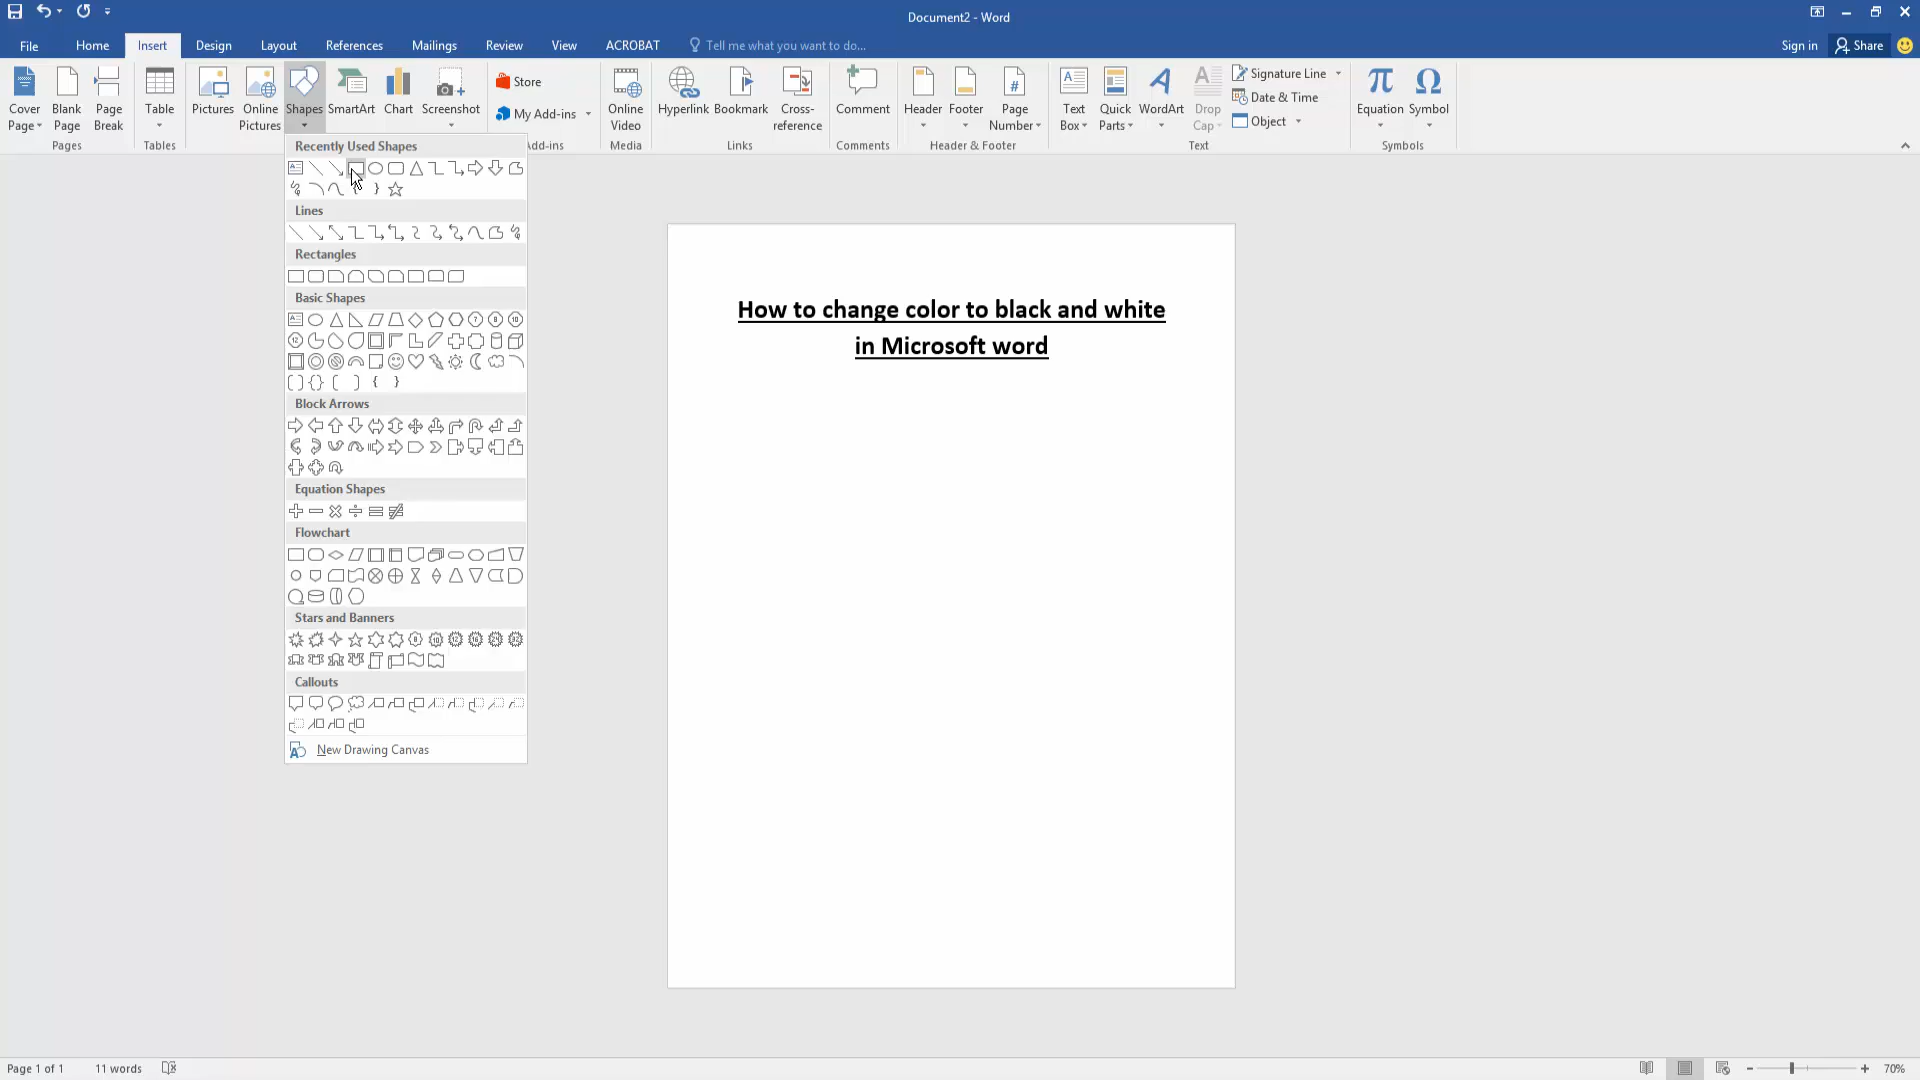 Document2 - Word
File Home Insert Design Layout References Mailings Review View ACROBAT Tell me what you want to do... Sign in Share
Cover Page
Blank Page
Page Break
Pages
Table
Tables
Pictures
Online Pictures
Shapes
SmartArt
Chart
Screenshot
Store
My Add-ins
dd-ins
Online Video
Media
Hyperlink
Bookmark
Cross-reference
Links
Comment
Comments
Header
Footer
Page Number
Header & Footer
Text Box
Quick Parts
WordArt
Drop Cap
Signature Line
Date & Time
Object
Text
Equation
Symbol
Symbols
Recently Used Shapes
Lines
Rectangles
Basic Shapes
Block Arrows
Equation Shapes
Flowchart
Stars and Banners
Callouts
New Drawing Canvas
How to change color to black and white
in Microsoft word
Page 1 of 1 11 words 70%